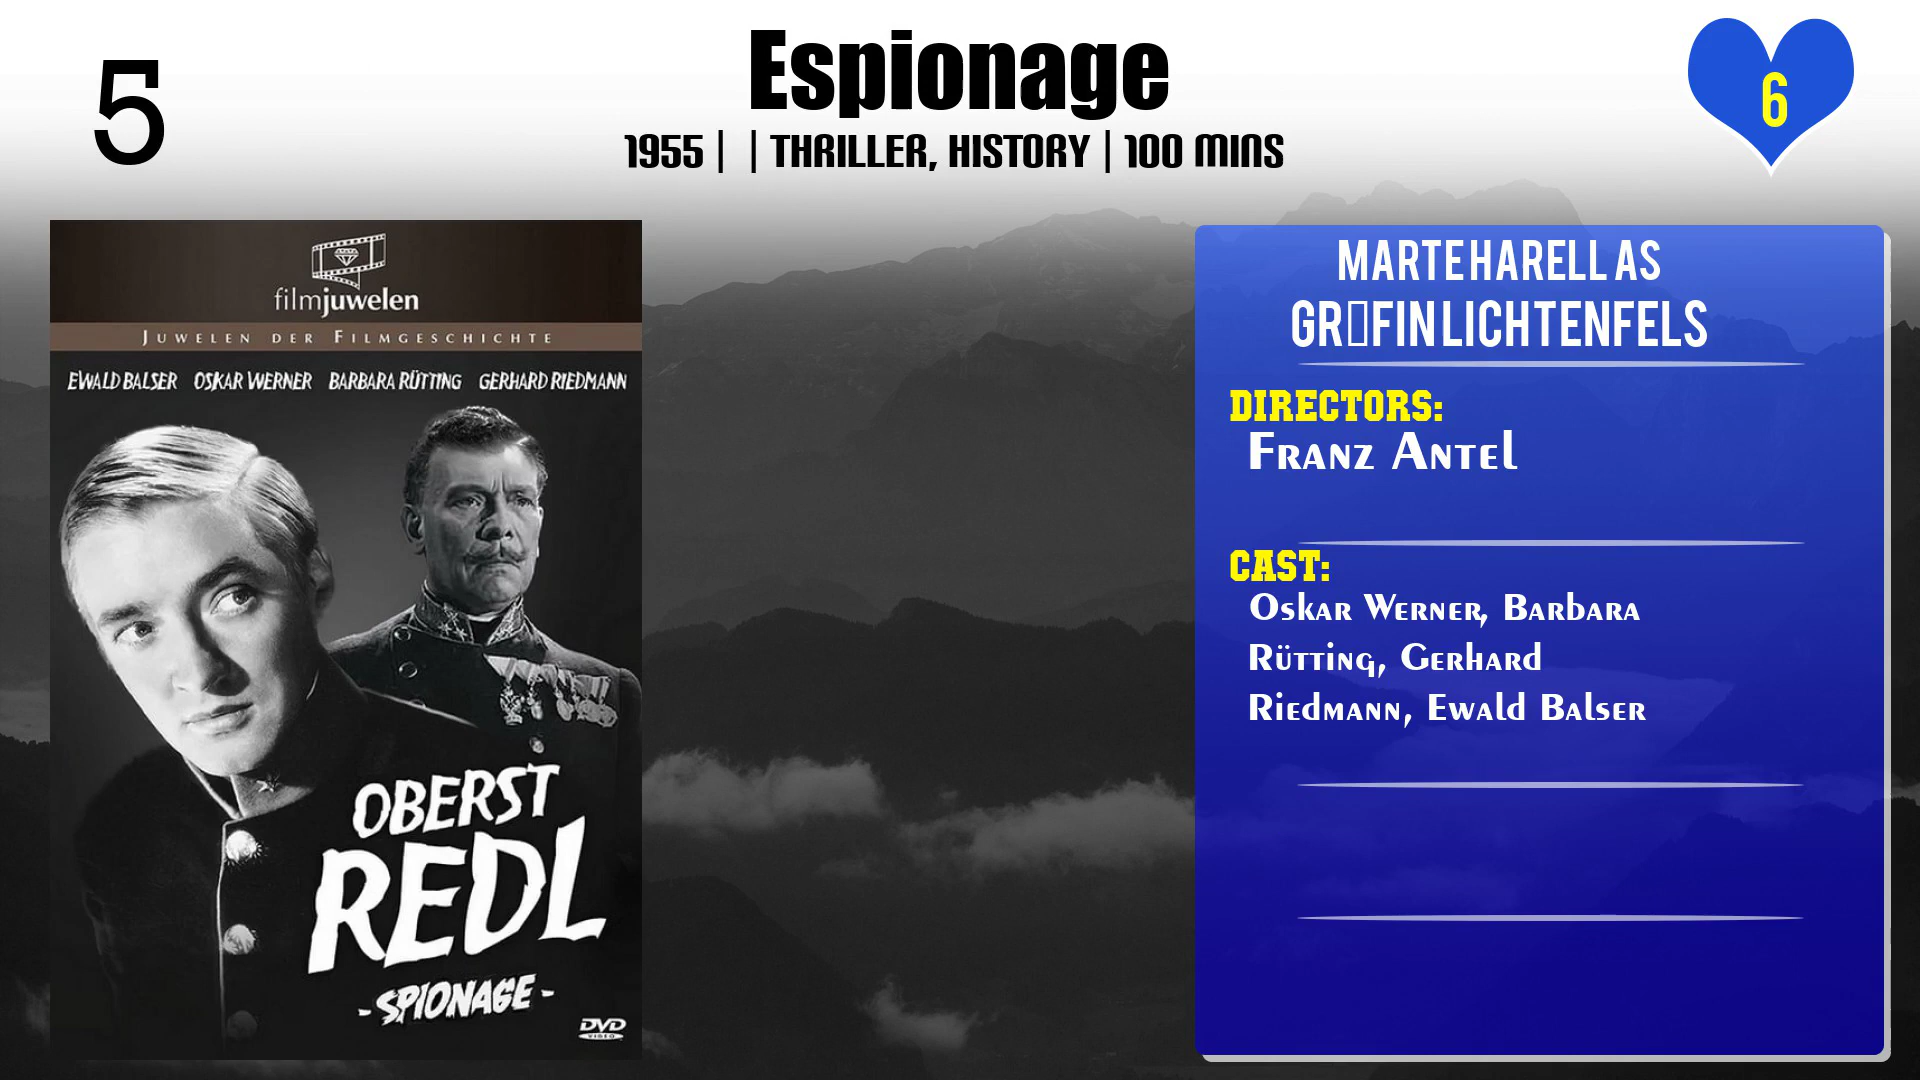 5
Espionage
6
1955 | | THRILLER, HISTORY | 100 MINS
filmjuwelen
JUWELEN DER FILMGESCHICHTE
EWALD BALSER OSKAR WERNER BARBARA RÜTTING GERHARD RIEDMANN
OBERST
REDL
- SPIONAGE -
DVD
VIDEO
MARTE HARELL AS
GR▯FIN LICHTENFELS
DIRECTORS:
Franz Antel
CAST:
Oskar Werner, Barbara
Rütting, Gerhard
Riedmann, Ewald Balser